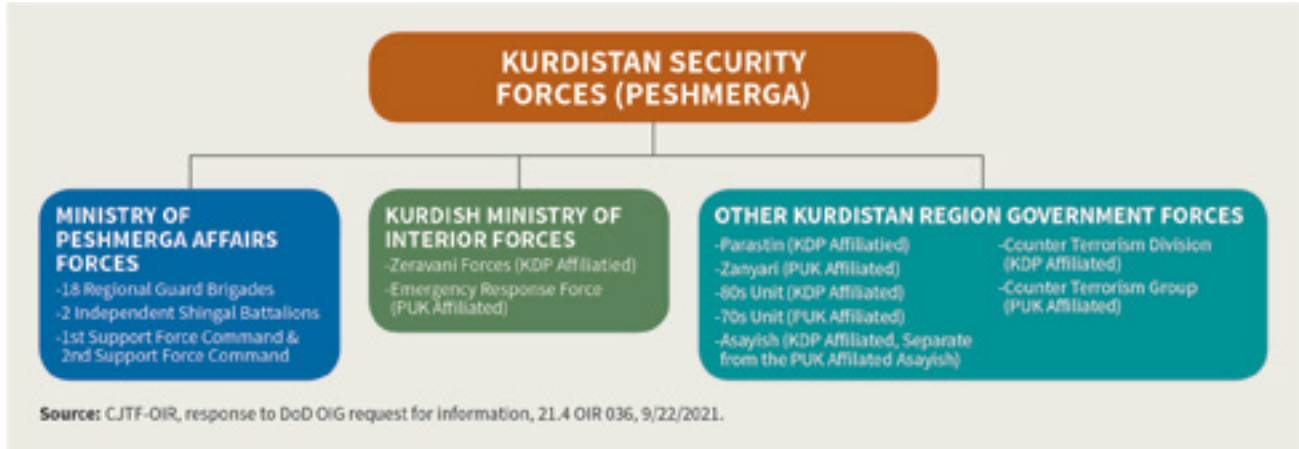 KURDISTAN SECURITY
FORCES (PESHMERGA)
MINISTRY OF
PESHMERGA AFFAIRS
FORCES
-18 Regional Guard Brigades
-2 Independent Shingal Battalions
-1st Support Force Command &
2nd Support Force Command
KURDISH MINISTRY OF
INTERIOR FORCES
-Zeravani Forces (KDP Affiliatied)
-Emergency Response Force
(PUK Affiliated)
OTHER KURDISTAN REGION GOVERNMENT FORCES
-Parastin (KDP Affiliatied)
-Zanyari (PUK Affiliated)
-80s Unit (KDP Affiliated)
-70s Unit (PUK Affiliated)
-Asayish (KDP Affiliated, Separate
from the PUK Affilated Asayish)
-Counter Terrorism Division
(KDP Affiliated)
-Counter Terrorism Group
(PUK Affiliated)
Source: CJTF-OIR, response to DoD OIG request for information, 21.4 OIR 036, 9/22/2021.